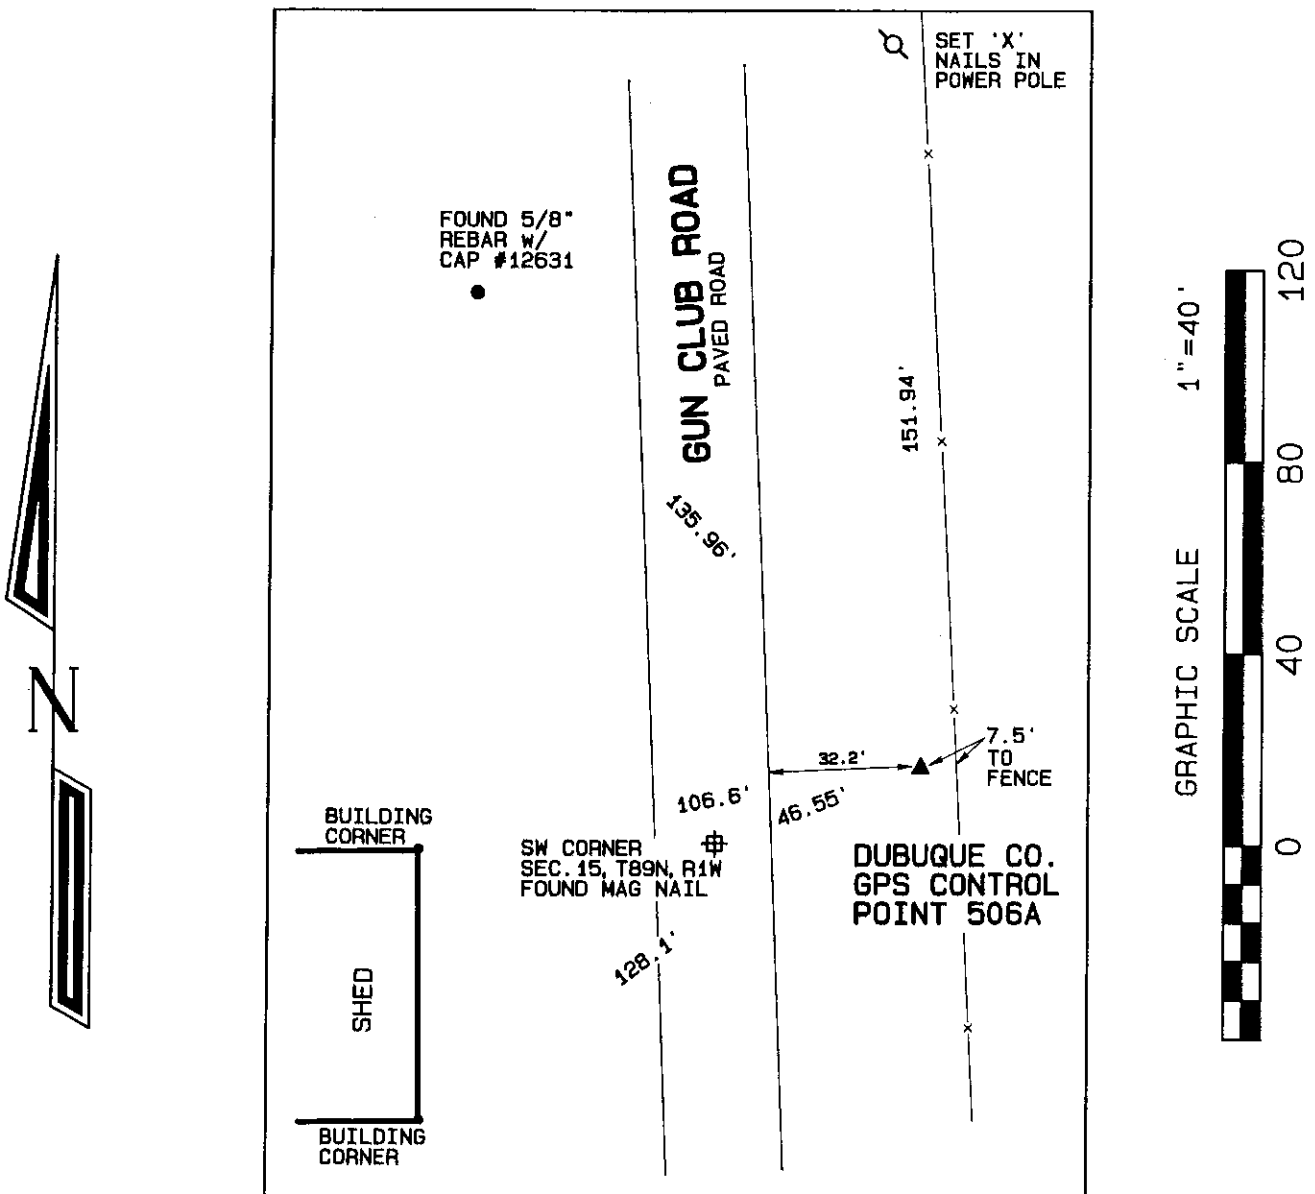 SET 'X'
NAILS IN
POWER POLE
FOUND 5/8"
REBAR w/
CAP #12631
GUN CLUB ROAD
PAVED ROAD
151.94'
135.96'
32.2'
7.5'
TO
FENCE
106.6'
46.55'
BUILDING
CORNER
SW CORNER
SEC. 15, T89N, R1W
FOUND MAG NAIL
DUBUQUE CO.
GPS CONTROL
POINT 506A
128.1'
SHED
BUILDING
CORNER
N
GRAPHIC SCALE 1"=40'
120
80
40
0